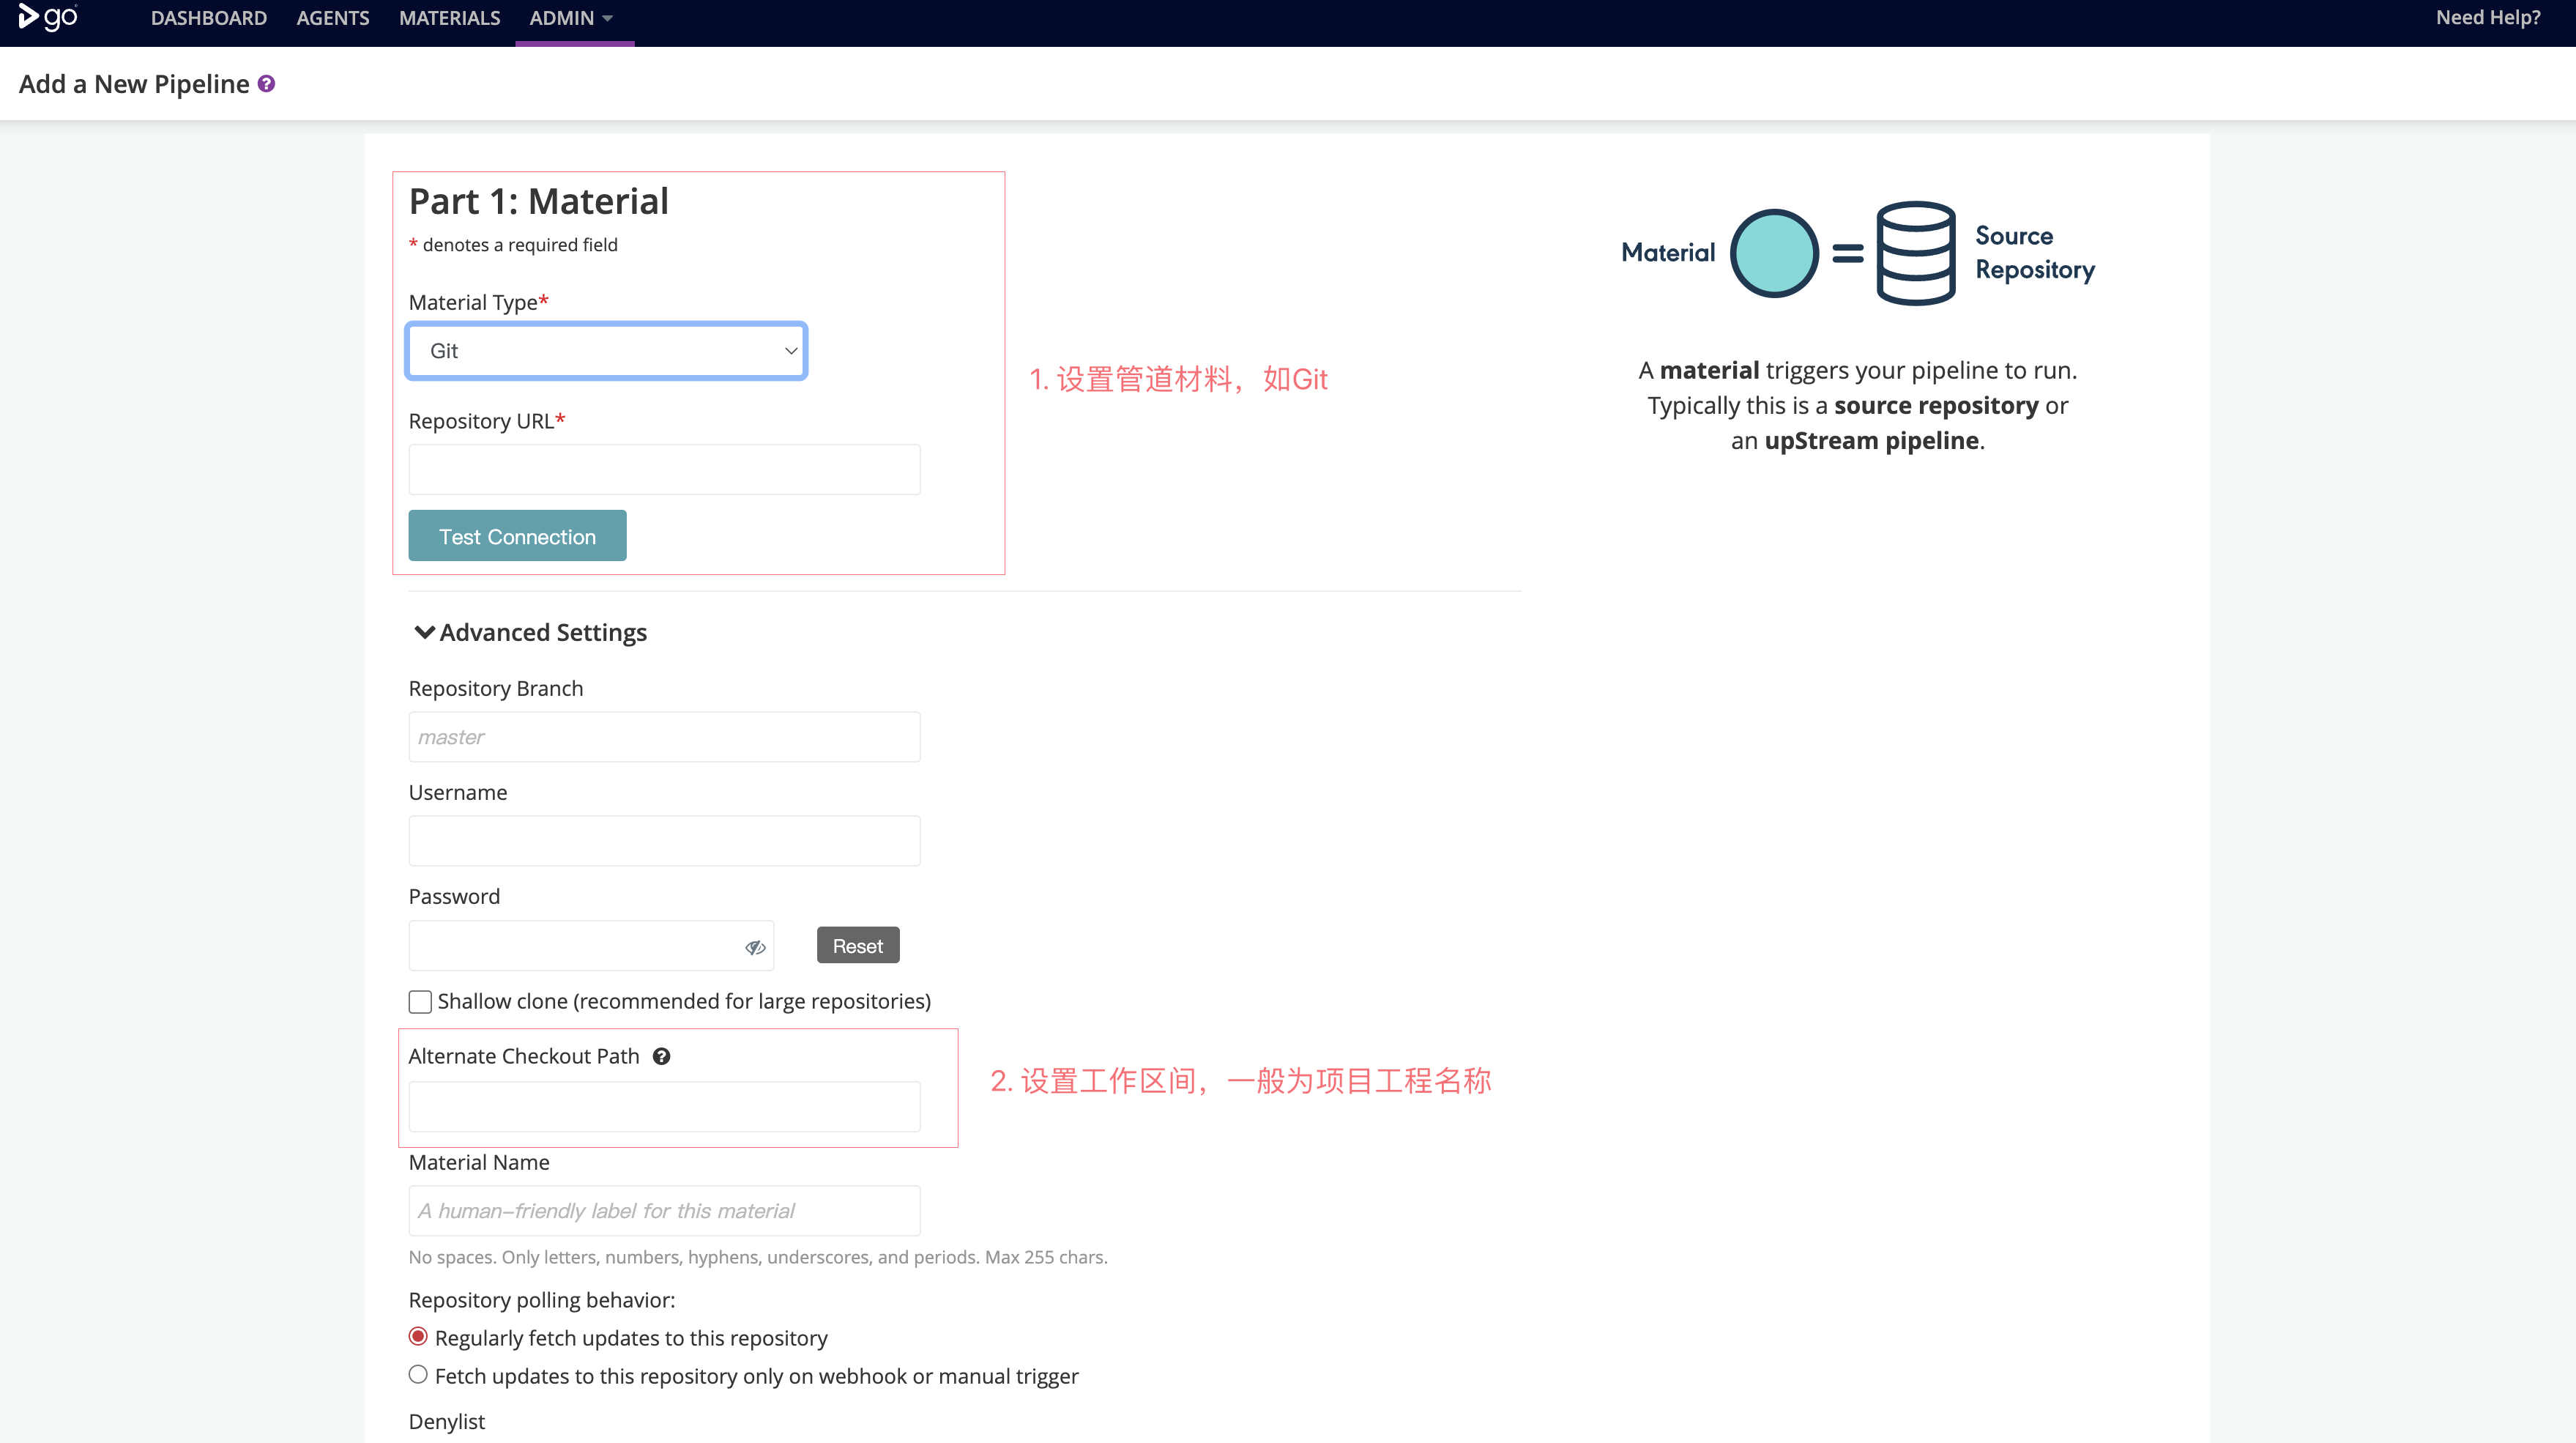 go
DASHBOARD AGENTS MATERIALS ADMIN Need Help?
Add a New Pipeline ?
Part 1: Material
* denotes a required field
Material Type*
Git
Repository URL*
Test Connection
1. 设置管道材料，如Git
Material = Source Repository
A material triggers your pipeline to run.
Typically this is a source repository or
an upStream pipeline.
Advanced Settings
Repository Branch
master
Username
Password
Reset
Shallow clone (recommended for large repositories)
Alternate Checkout Path ?
2. 设置工作区间，一般为项目工程名称
Material Name
A human-friendly label for this material
No spaces. Only letters, numbers, hyphens, underscores, and periods. Max 255 chars.
Repository polling behavior:
Regularly fetch updates to this repository
Fetch updates to this repository only on webhook or manual trigger
Denylist